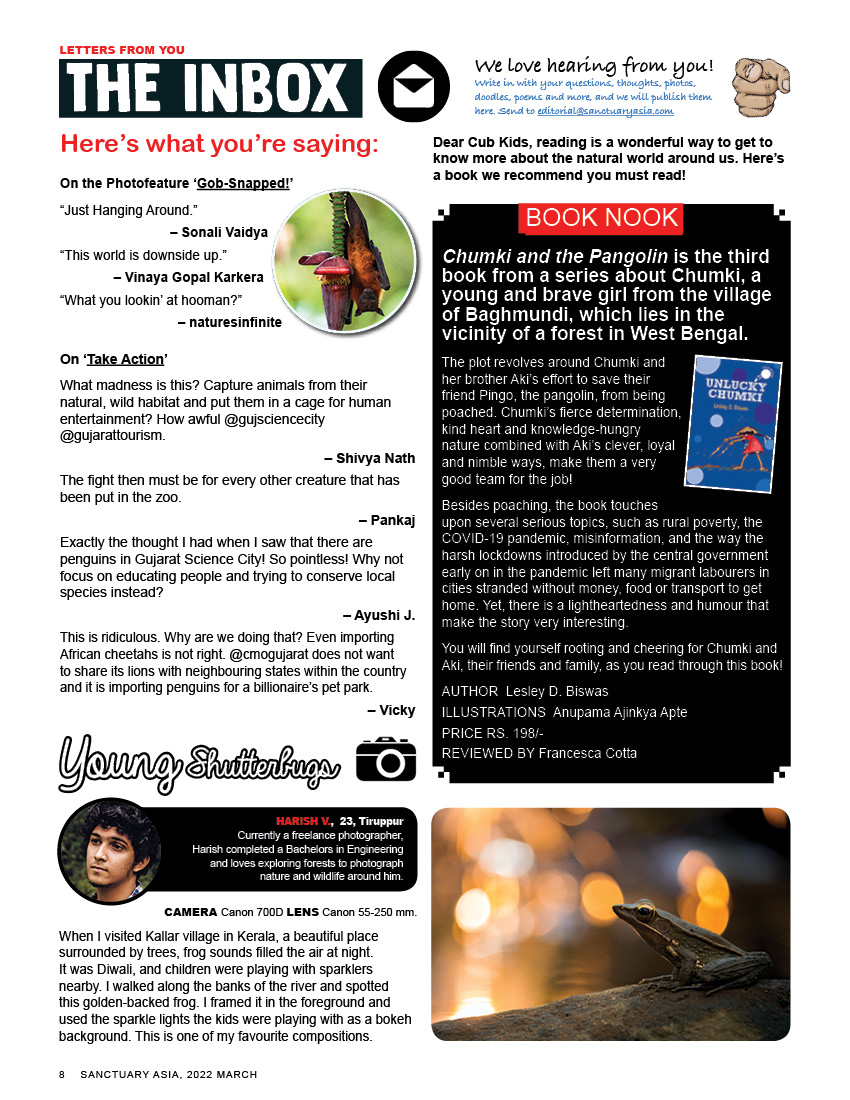 LETTERS FROM YOU
THE INBOX
We love hearing from you!
Write in with your questions, thoughts, photos,
doodles, poems and more, and we will publish them
here. Send to editorial@sanctuaryasia.com
Here's what you're saying:
On the Photofeature ‘Gob-Snapped!’
“Just Hanging Around.”
– Sonali Vaidya
“This world is downside up.”
– Vinaya Gopal Karkera
“What you lookin’ at hooman?”
– naturesinfinite
On ‘Take Action’
What madness is this? Capture animals from their
natural, wild habitat and put them in a cage for human
entertainment? How awful @gujsciencecity
@gujarattourism.
– Shivya Nath
The fight then must be for every other creature that has
been put in the zoo.
– Pankaj
Exactly the thought I had when I saw that there are
penguins in Gujarat Science City! So pointless! Why not
focus on educating people and trying to conserve local
species instead?
– Ayushi J.
This is ridiculous. Why are we doing that? Even importing
African cheetahs is not right. @cmogujarat does not want
to share its lions with neighbouring states within the country
and it is importing penguins for a billionaire’s pet park.
– Vicky
Young Shutterbugs
HARISH V., 23, Tiruppur
Currently a freelance photographer,
Harish completed a Bachelors in Engineering
and loves exploring forests to photograph
nature and wildlife around him.
CAMERA Canon 700D LENS Canon 55-250 mm.
When I visited Kallar village in Kerala, a beautiful place
surrounded by trees, frog sounds filled the air at night.
It was Diwali, and children were playing with sparklers
nearby. I walked along the banks of the river and spotted
this golden-backed frog. I framed it in the foreground and
used the sparkle lights the kids were playing with as a bokeh
background. This is one of my favourite compositions.
Dear Cub Kids, reading is a wonderful way to get to
know more about the natural world around us. Here’s
a book we recommend you must read!
BOOK NOOK
Chumki and the Pangolin is the third
book from a series about Chumki, a
young and brave girl from the village
of Baghmundi, which lies in the
vicinity of a forest in West Bengal.
The plot revolves around Chumki and
her brother Aki’s effort to save their
friend Pingo, the pangolin, from being
poached. Chumki’s fierce determination,
kind heart and knowledge-hungry
nature combined with Aki’s clever, loyal
and nimble ways, make them a very
good team for the job!
UNLUCKY
CHUMKI
Lesley D. Biswas
Besides poaching, the book touches
upon several serious topics, such as rural poverty, the
COVID-19 pandemic, misinformation, and the way the
harsh lockdowns introduced by the central government
early on in the pandemic left many migrant labourers in
cities stranded without money, food or transport to get
home. Yet, there is a lightheartedness and humour that
make the story very interesting.
You will find yourself rooting and cheering for Chumki and
Aki, their friends and family, as you read through this book!
AUTHOR Lesley D. Biswas
ILLUSTRATIONS Anupama Ajinkya Apte
PRICE RS. 198/-
REVIEWED BY Francesca Cotta
8 SANCTUARY ASIA, 2022 MARCH